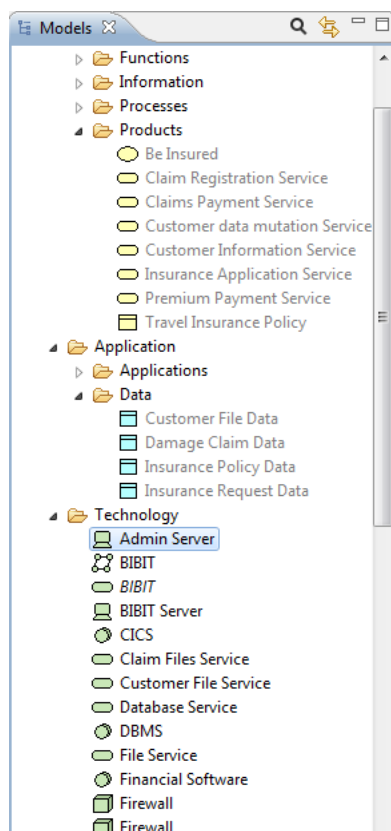 Models
Functions
Information
Processes
Products
Be Insured
Claim Registration Service
Claims Payment Service
Customer data mutation Service
Customer Information Service
Insurance Application Service
Premium Payment Service
Travel Insurance Policy
Application
Applications
Data
Customer File Data
Damage Claim Data
Insurance Policy Data
Insurance Request Data
Technology
Admin Server
BIBIT
BIBIT
BIBIT Server
CICS
Claim Files Service
Customer File Service
Database Service
DBMS
File Service
Financial Software
Firewall
Firewall